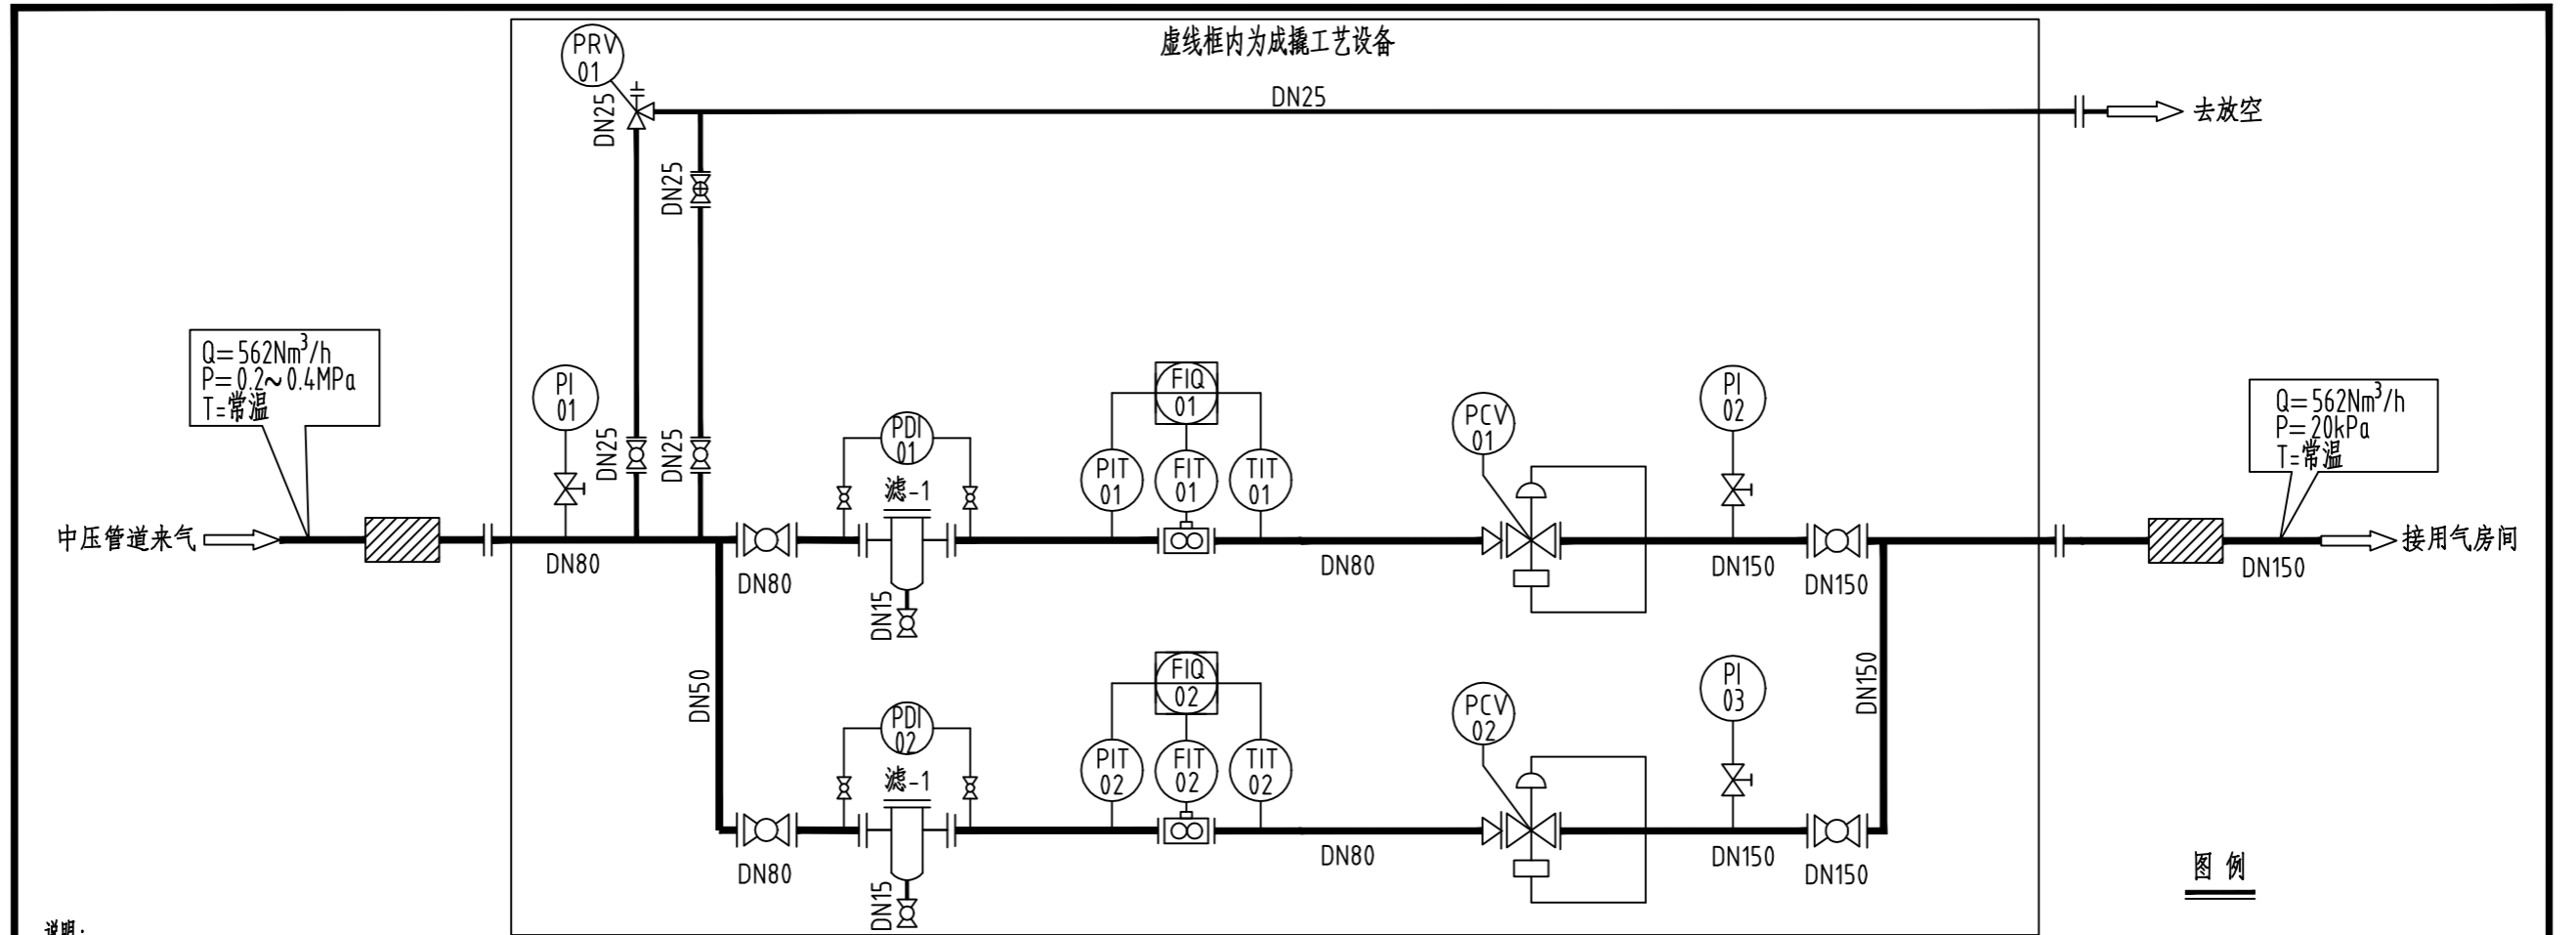 虚线框内为成撬工艺设备
PRV
01
DN25
DN25
去放空
DN25
Q=562Nm³/h
P=0.2~0.4MPa
T=常温
PI
01
DN25
DN25
PDI
01
滤-1
FIQ
01
PIT
01
FIT
01
TIT
01
PCV
01
PI
02
Q=562Nm³/h
P=20kPa
T=常温
中压管道来气
DN80
DN80
DN15
DN80
DN150
DN150
接用气房间
DN150
DN50
PDI
02
滤-1
FIQ
02
PIT
02
FIT
02
TIT
02
PCV
02
PI
03
DN150
DN80
DN15
DN80
DN150
DN150
图 例
说明: